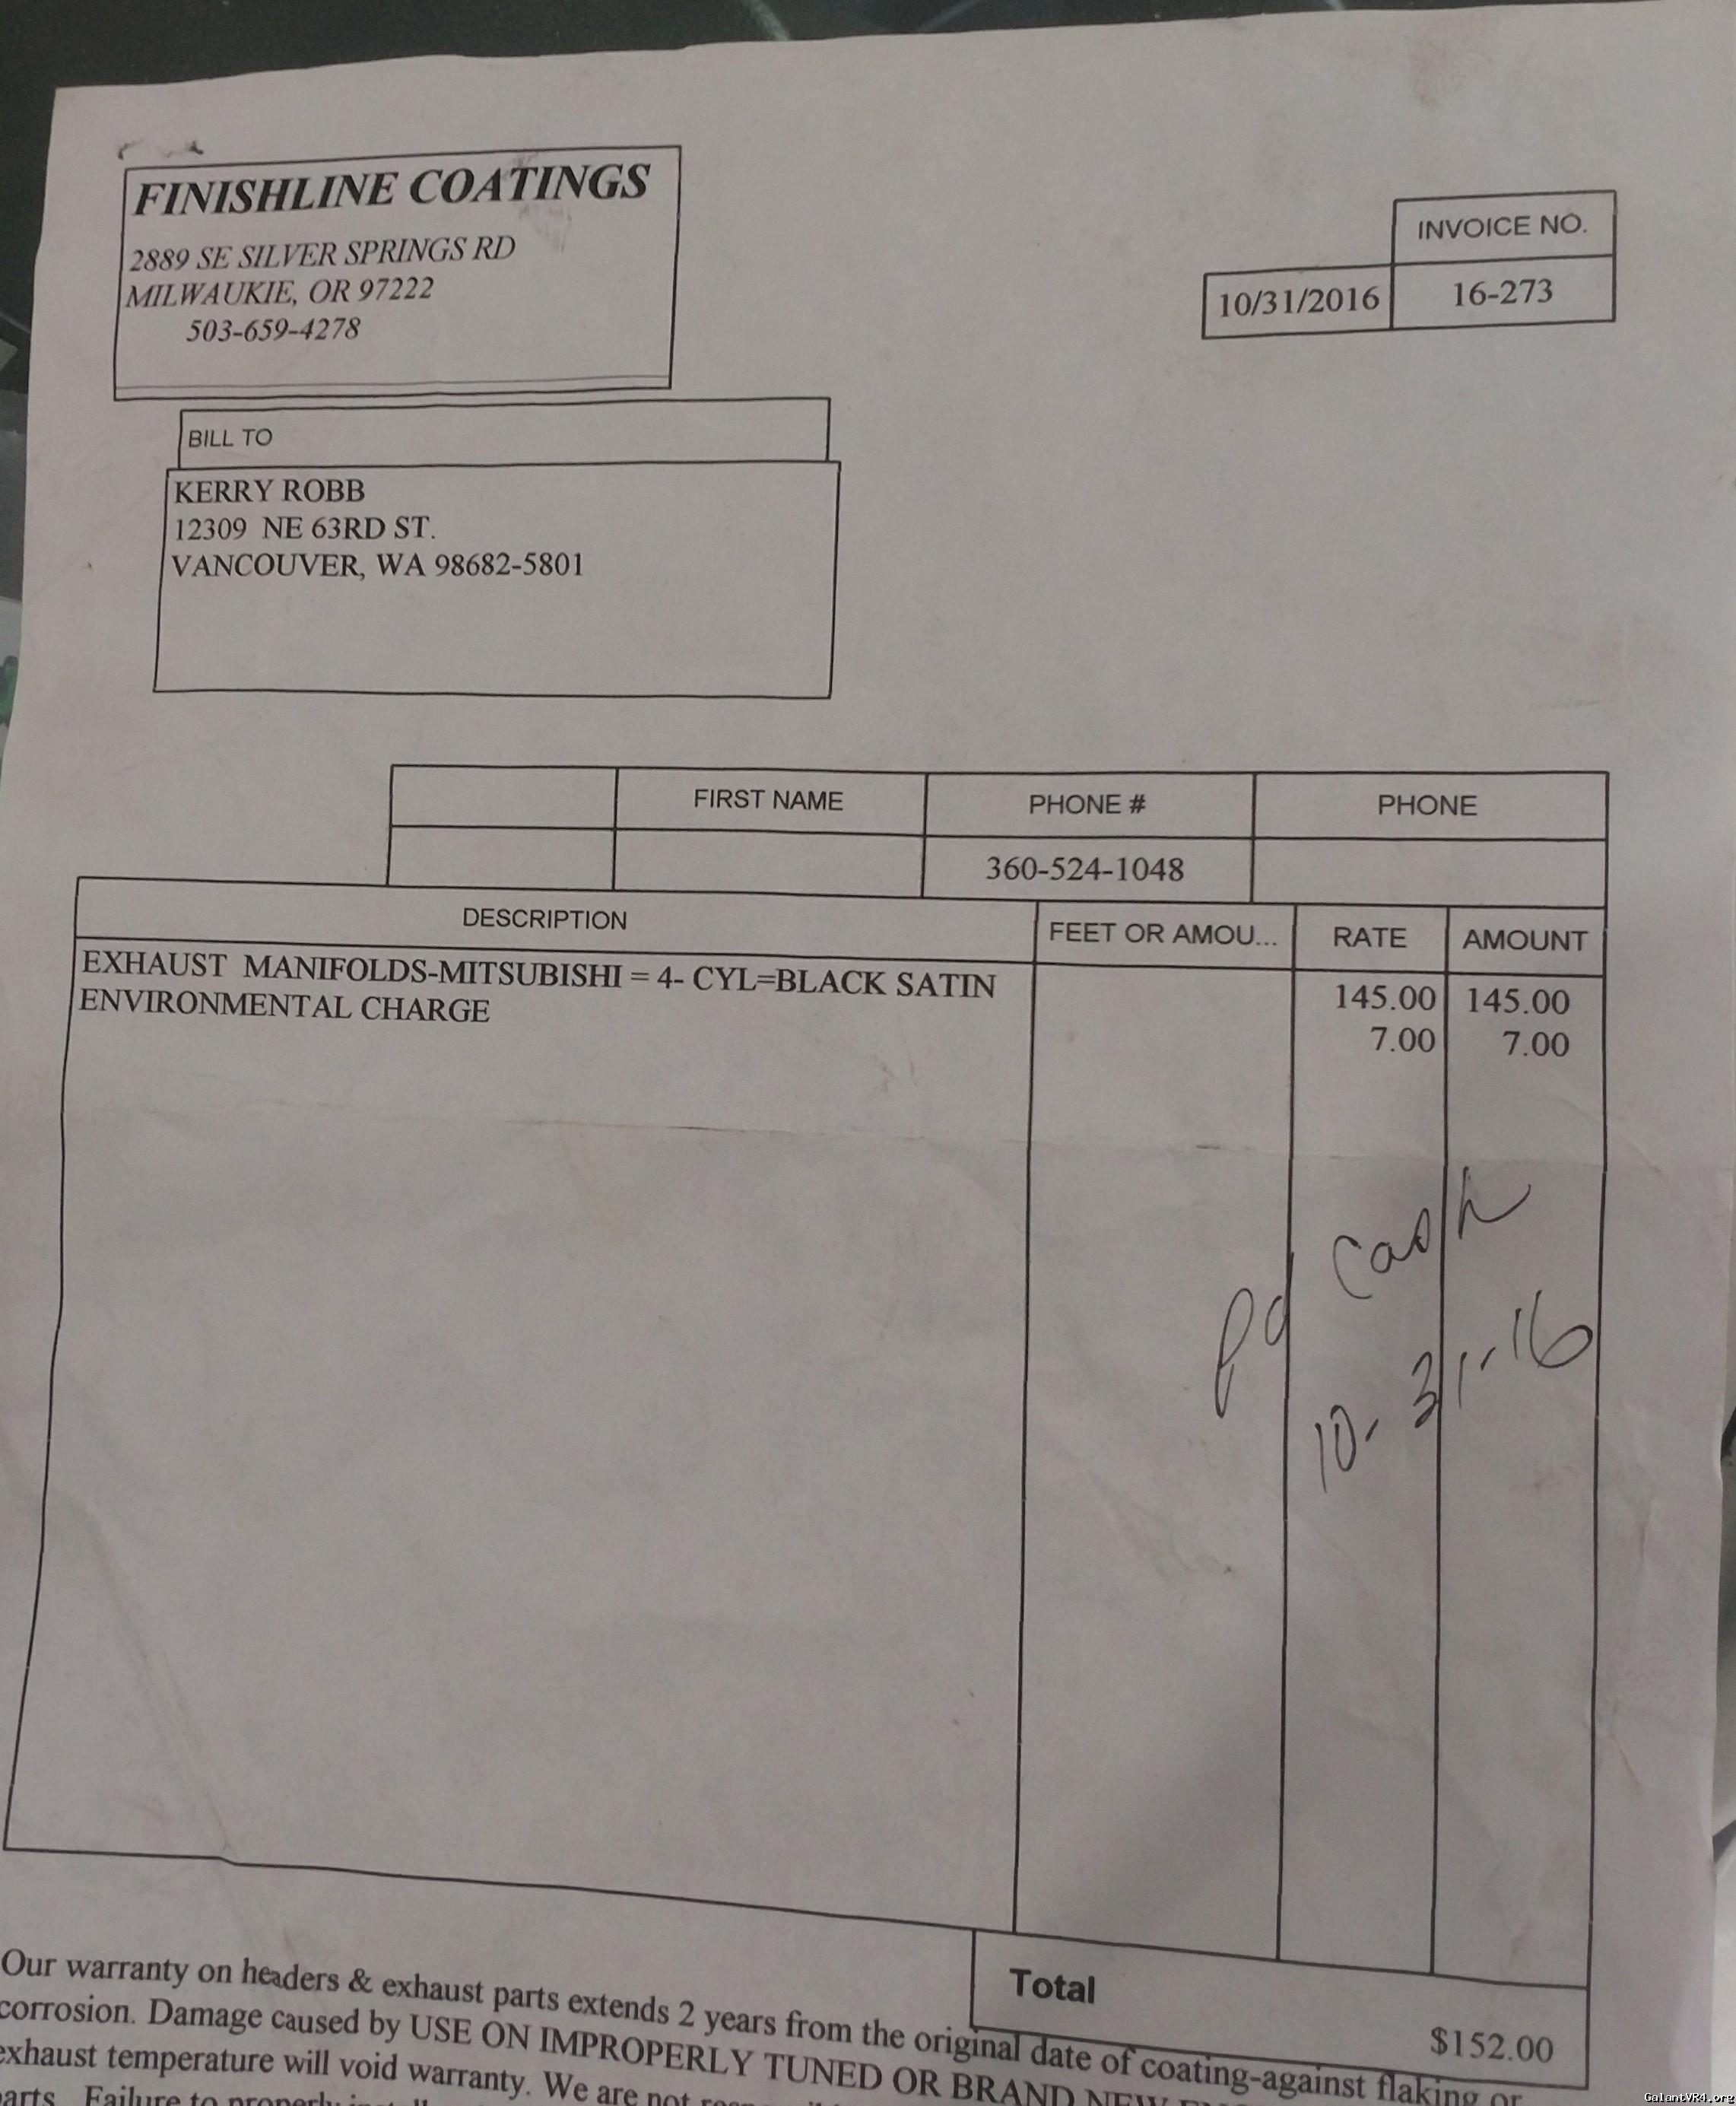 FINISHLINE COATINGS
2889 SE SILVER SPRINGS RD
MILWAUKIE, OR 97222
503-659-4278
INVOICE NO.
10/31/2016 16-273
BILL TO
KERRY ROBB
12309 NE 63RD ST.
VANCOUVER, WA 98682-5801
FIRST NAME PHONE # PHONE
360-524-1048
DESCRIPTION FEET OR AMOU... RATE AMOUNT
EXHAUST MANIFOLDS-MITSUBISHI = 4- CYL=BLACK SATIN 145.00 145.00
ENVIRONMENTAL CHARGE 7.00 7.00
Pd Cash
10-31-16
Total
$152.00
Our warranty on headers & exhaust parts extends 2 years from the original date of coating-against flaking or
corrosion. Damage caused by USE ON IMPROPERLY TUNED OR BRAND NEW
exhaust temperature will void warranty. We are not
arts. Failure to properly
GalantVR4.org